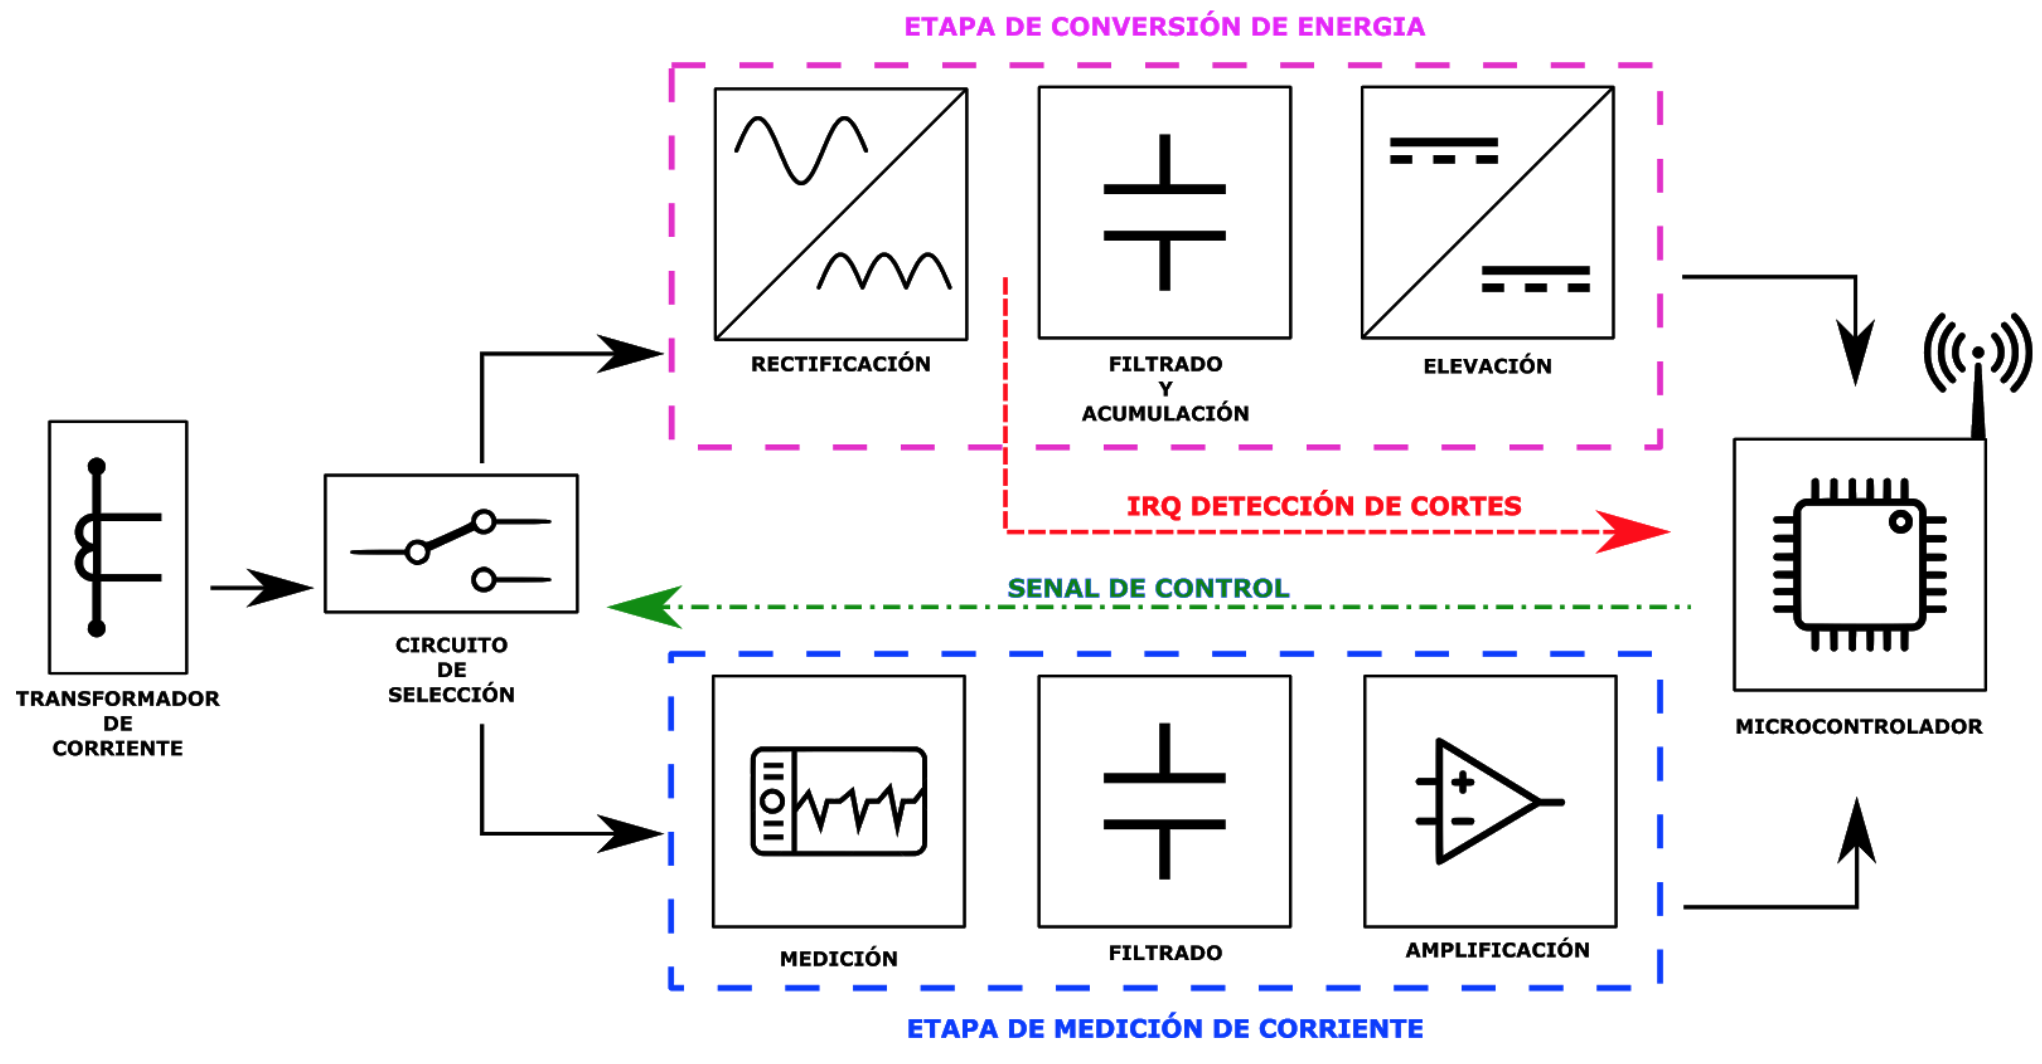 ETAPA DE CONVERSIÓN DE ENERGIA
RECTIFICACIÓN
FILTRADO
Y
ACUMULACIÓN
ELEVACIÓN
IRQ DETECCIÓN DE CORTES
SENAL DE CONTROL
TRANSFORMADOR
DE
CORRIENTE
CIRCUITO
DE
SELECCIÓN
MICROCONTROLADOR
MEDICIÓN
FILTRADO
AMPLIFICACIÓN
ETAPA DE MEDICIÓN DE CORRIENTE